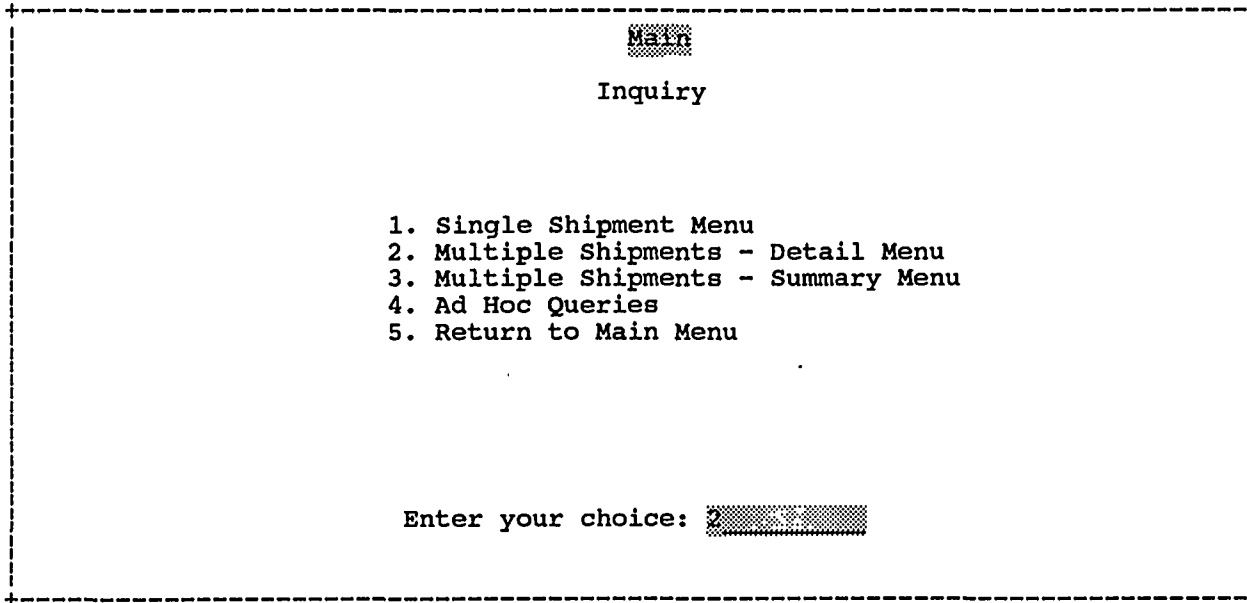 Main
Inquiry
1. Single Shipment Menu
2. Multiple Shipments - Detail Menu
3. Multiple Shipments - Summary Menu
4. Ad Hoc Queries
5. Return to Main Menu
Enter your choice: 2